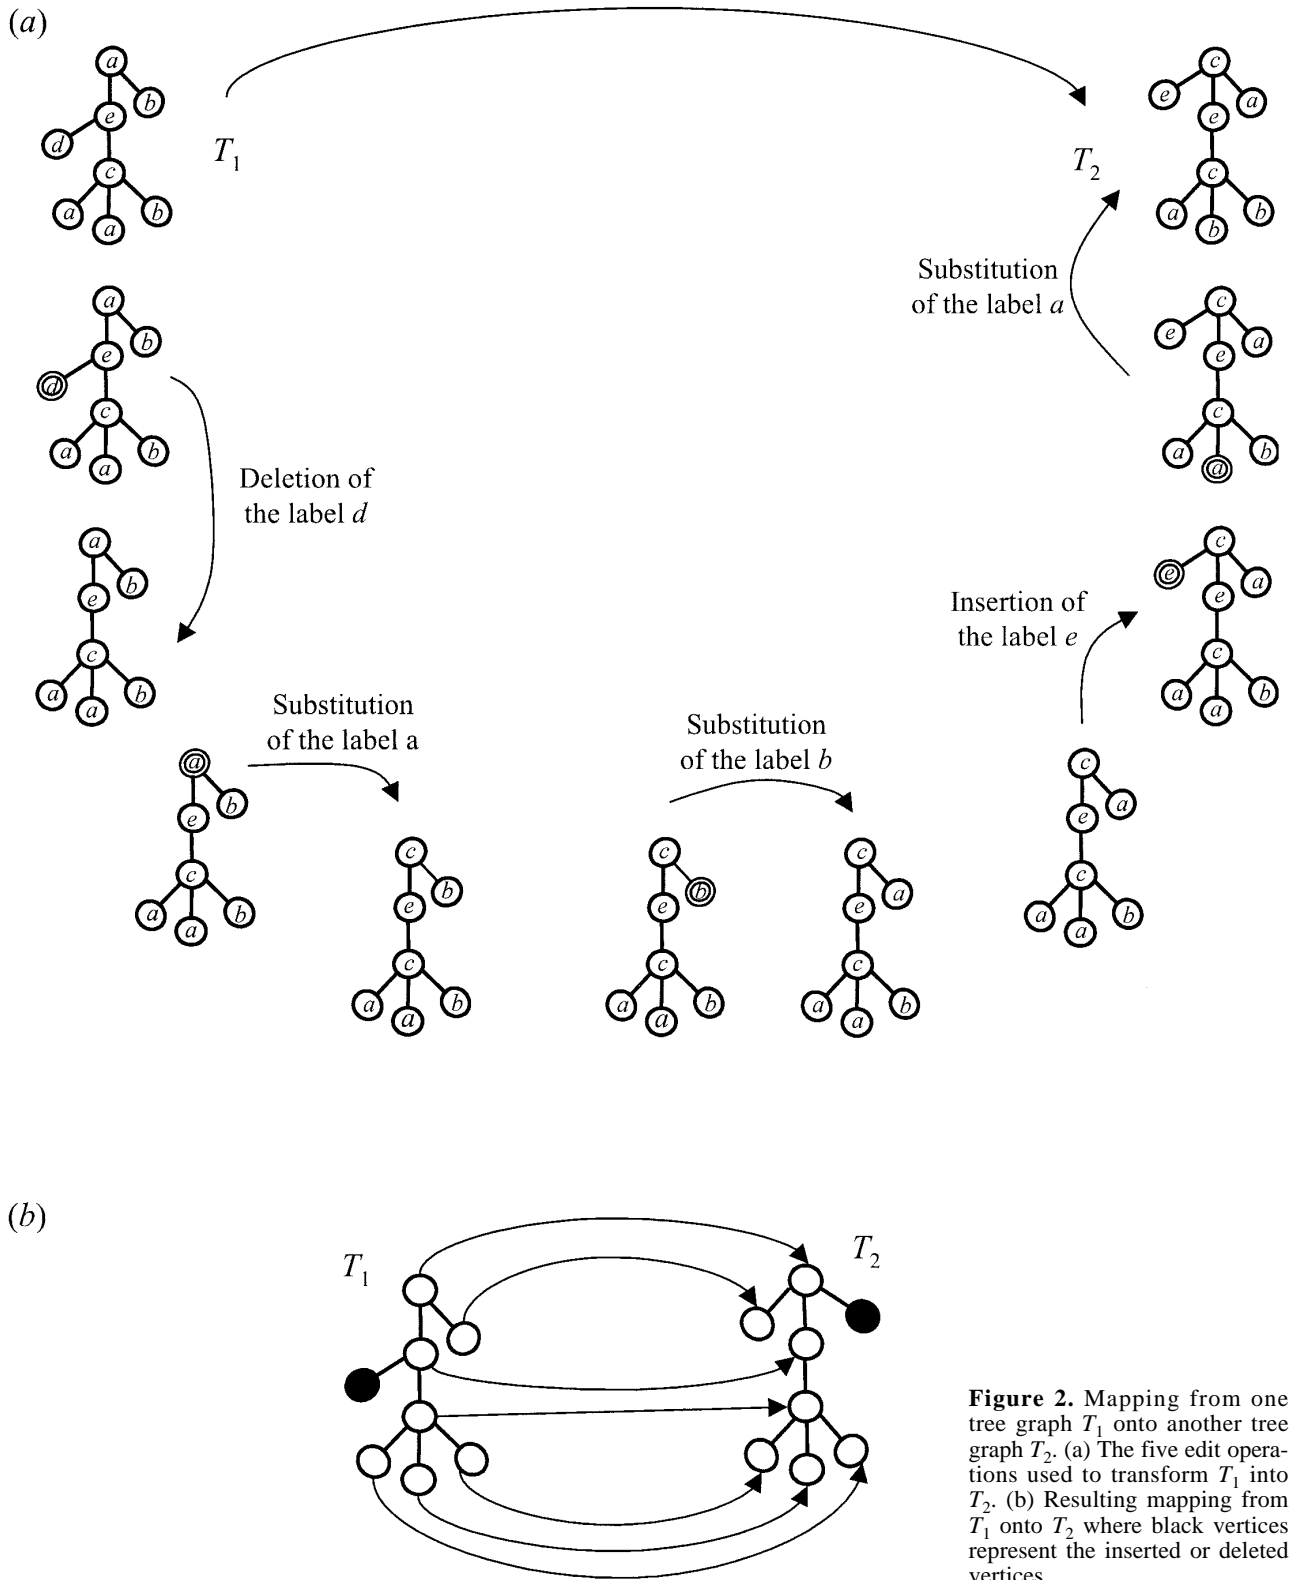 (a)
a
b
e
d
T1
c
a
b
a
c
e
a
e
T2
c
a
b
b
a
b
e
d
c
a
b
a
Deletion of
the label d
Substitution
of the label a
c
e
a
e
c
a
b
a
a
b
e
c
a
b
a
Insertion of
the label e
c
e
a
e
c
a
b
a
Substitution
of the label a
a
b
e
c
a
b
a
c
b
e
c
a
b
a
Substitution
of the label b
c
b
e
c
a
b
a
c
a
e
c
a
b
a
c
a
e
c
a
b
a
(b)
T1
T2
Figure 2. Mapping from one
tree graph T1 onto another tree
graph T2. (a) The five edit opera-
tions used to transform T1 into
T2. (b) Resulting mapping from
T1 onto T2 where black vertices
represent the inserted or deleted
vertices